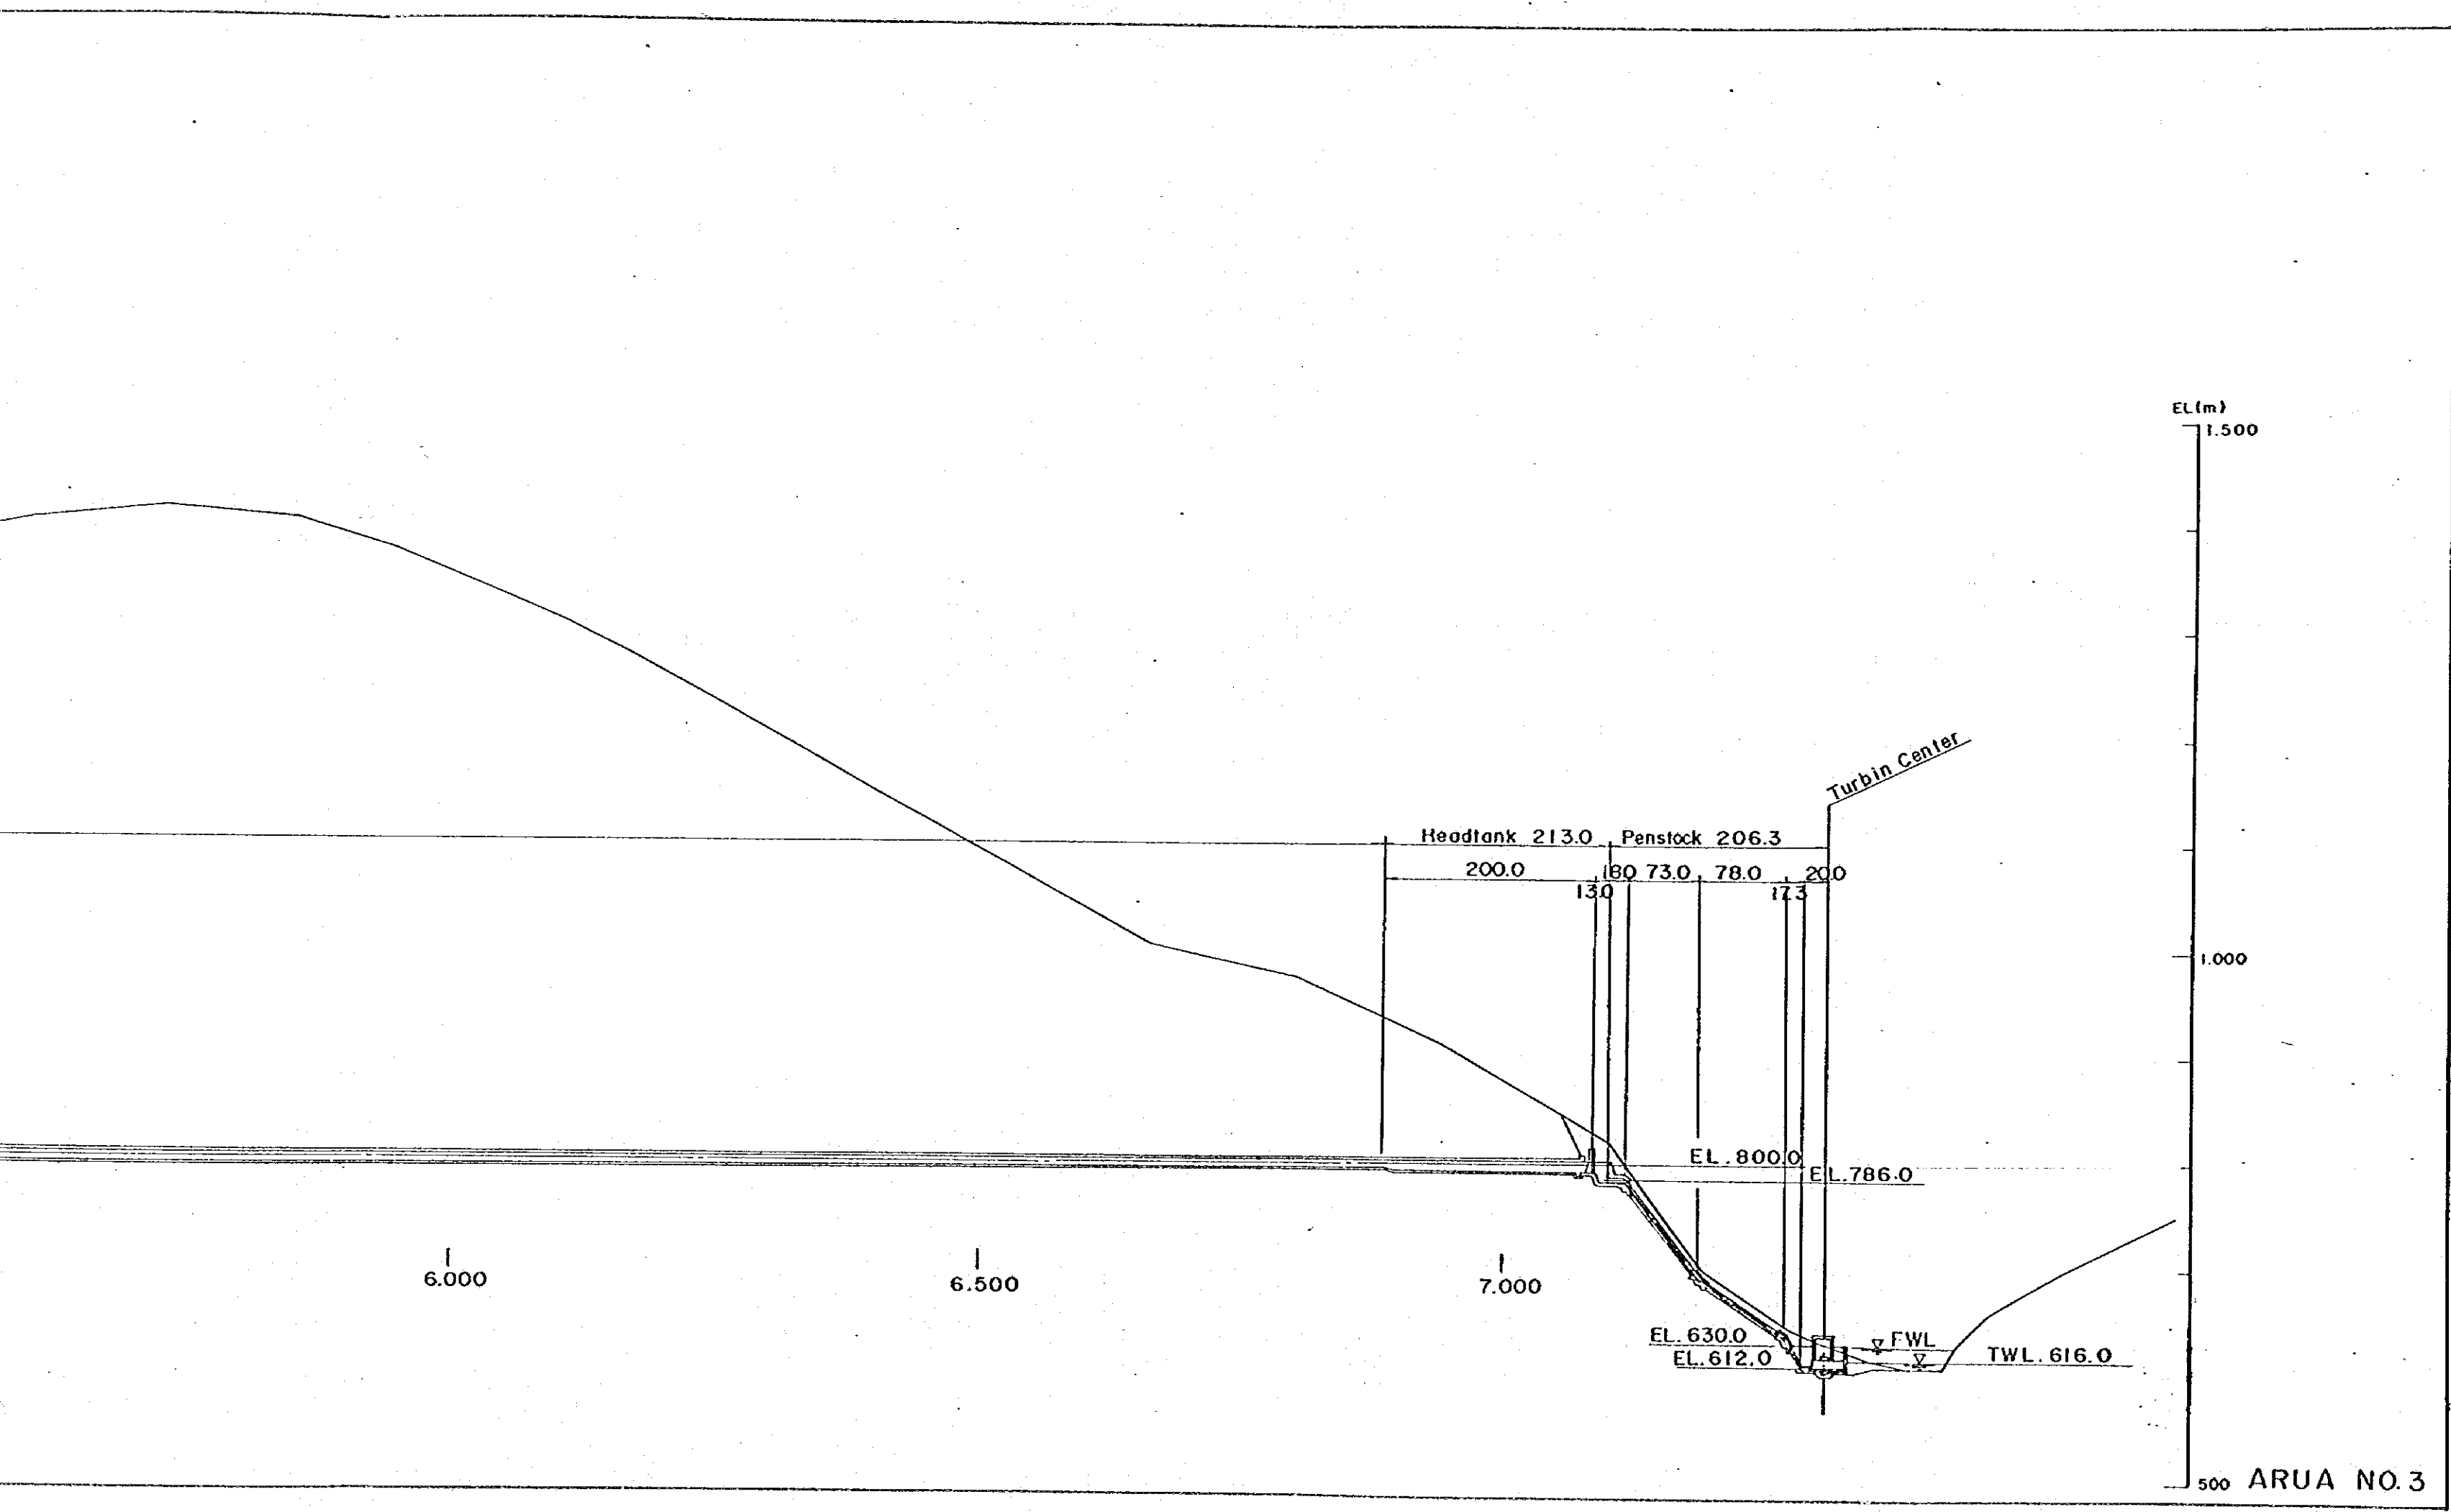 EL(m)
1.500
Turbin Center
Headtank 213.0 Penstock 206.3
200.0 18.0 73.0 78.0 20.0
13.0 17.3
1.000
EL.800.0
EL.786.0
6.000 6.500 7.000
EL.630.0 FWL
EL.612.0 TWL.616.0
500 ARUA NO.3